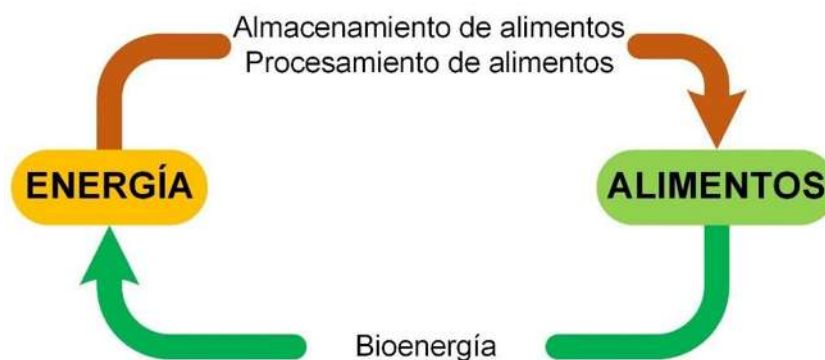 Almacenamiento de alimentos
Procesamiento de alimentos
ENERGÍA
ALIMENTOS
Bioenergía